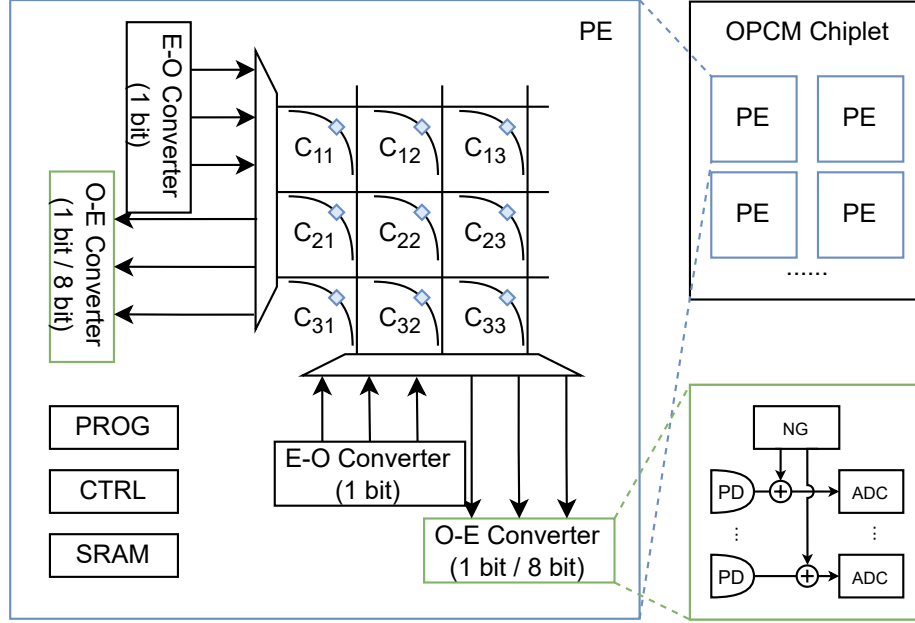 PE
E-O Converter
(1 bit)
O-E Converter
(1 bit / 8 bit)
C11
C12
C13
C21
C22
C23
C31
C32
C33
PROG
CTRL
SRAM
E-O Converter
(1 bit)
O-E Converter
(1 bit / 8 bit)
OPCM Chiplet
PE
PE
PE
PE
......
NG
PD
ADC
...
...
PD
ADC